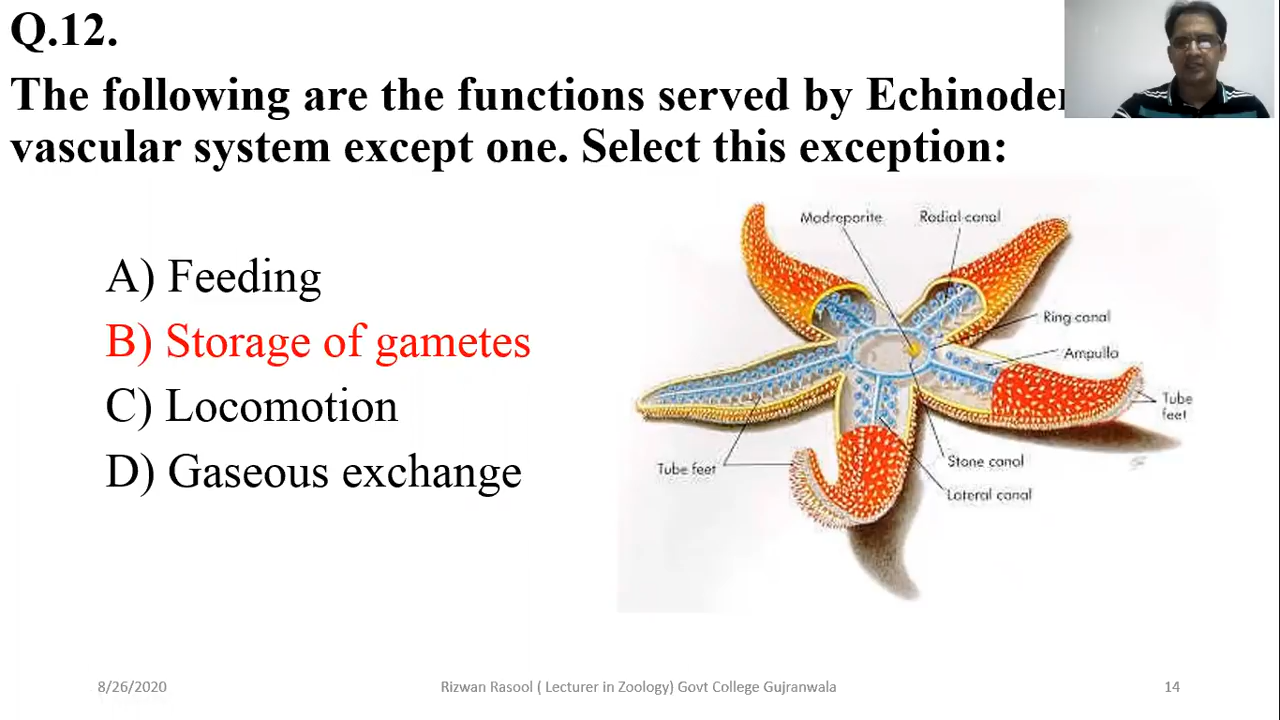 Q.12.
The following are the functions served by Echinoder
vascular system except one. Select this exception:
A) Feeding
B) Storage of gametes
C) Locomotion
D) Gaseous exchange
Madreporite
Radial canal
Ring canal
Ampulla
Tube
feet
Tube feet
Stone canal
Lateral canal
8/26/2020
Rizwan Rasool ( Lecturer in Zoology) Govt College Gujranwala
14